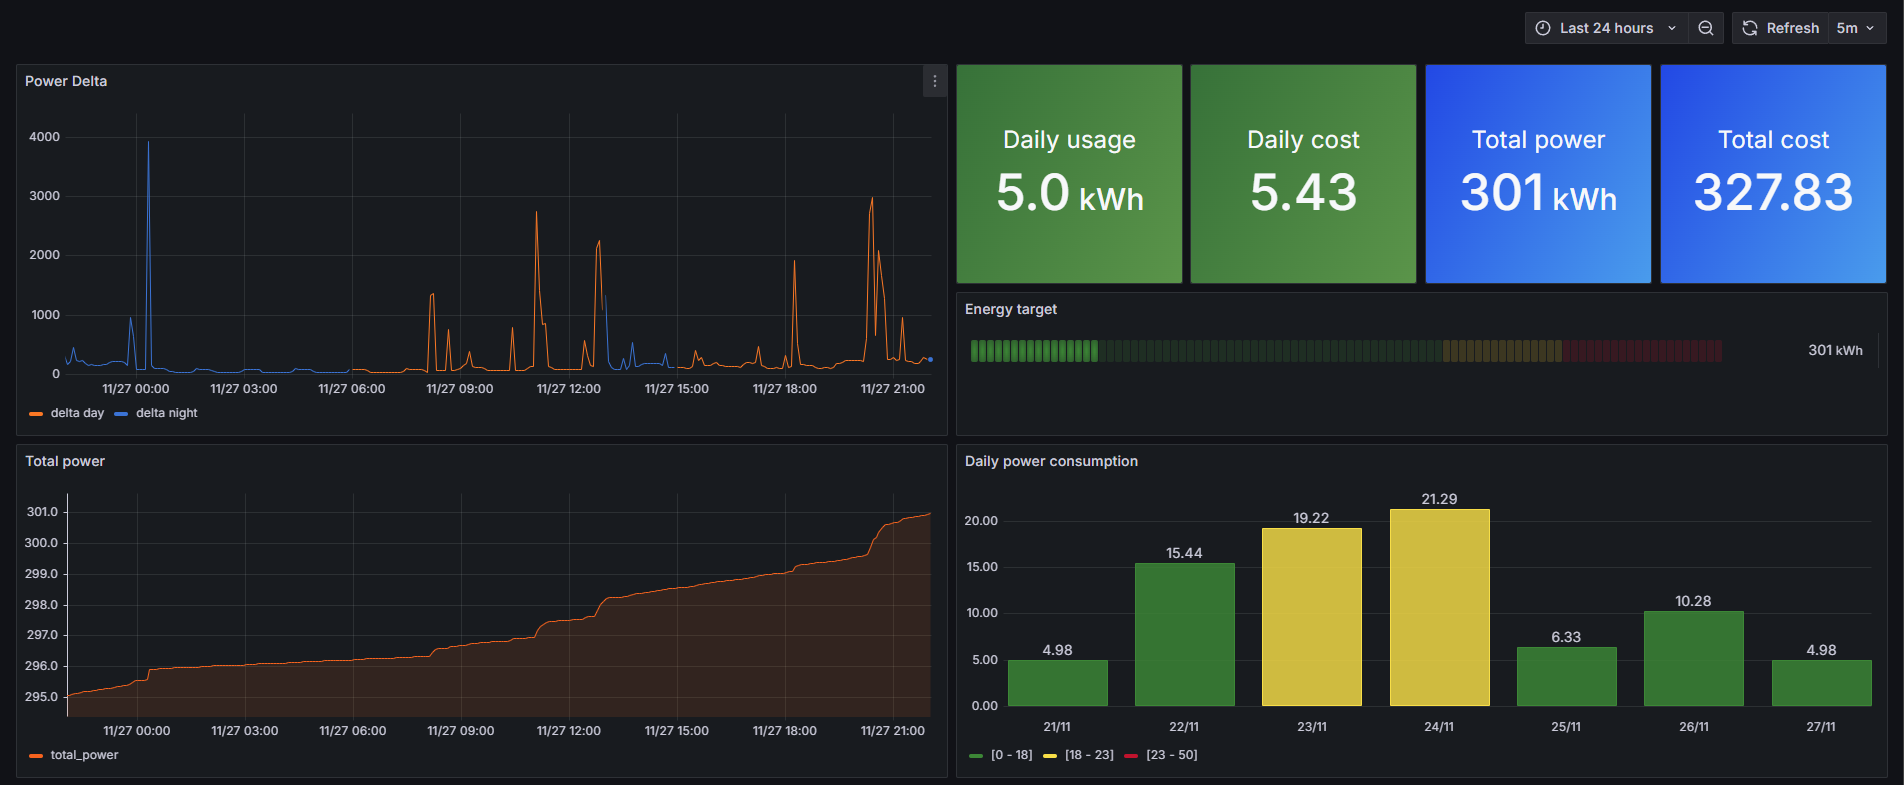 Last 24 hours
Refresh 5m
Power Delta
4000
3000
2000
1000
0
11/27 00:00 11/27 03:00 11/27 06:00 11/27 09:00 11/27 12:00 11/27 15:00 11/27 18:00 11/27 21:00
delta day delta night
Daily usage
5.0 kWh
Daily cost
5.43
Total power
301 kWh
Total cost
327.83
Energy target
301 kWh
Total power
301.0
300.0
299.0
298.0
297.0
296.0
295.0
11/27 00:00 11/27 03:00 11/27 06:00 11/27 09:00 11/27 12:00 11/27 15:00 11/27 18:00 11/27 21:00
total_power
Daily power consumption
20.00
15.00
10.00
5.00
0.00
4.98 15.44 19.22 21.29 6.33 10.28 4.98
21/11 22/11 23/11 24/11 25/11 26/11 27/11
[0 - 18] [18 - 23] [23 - 50]